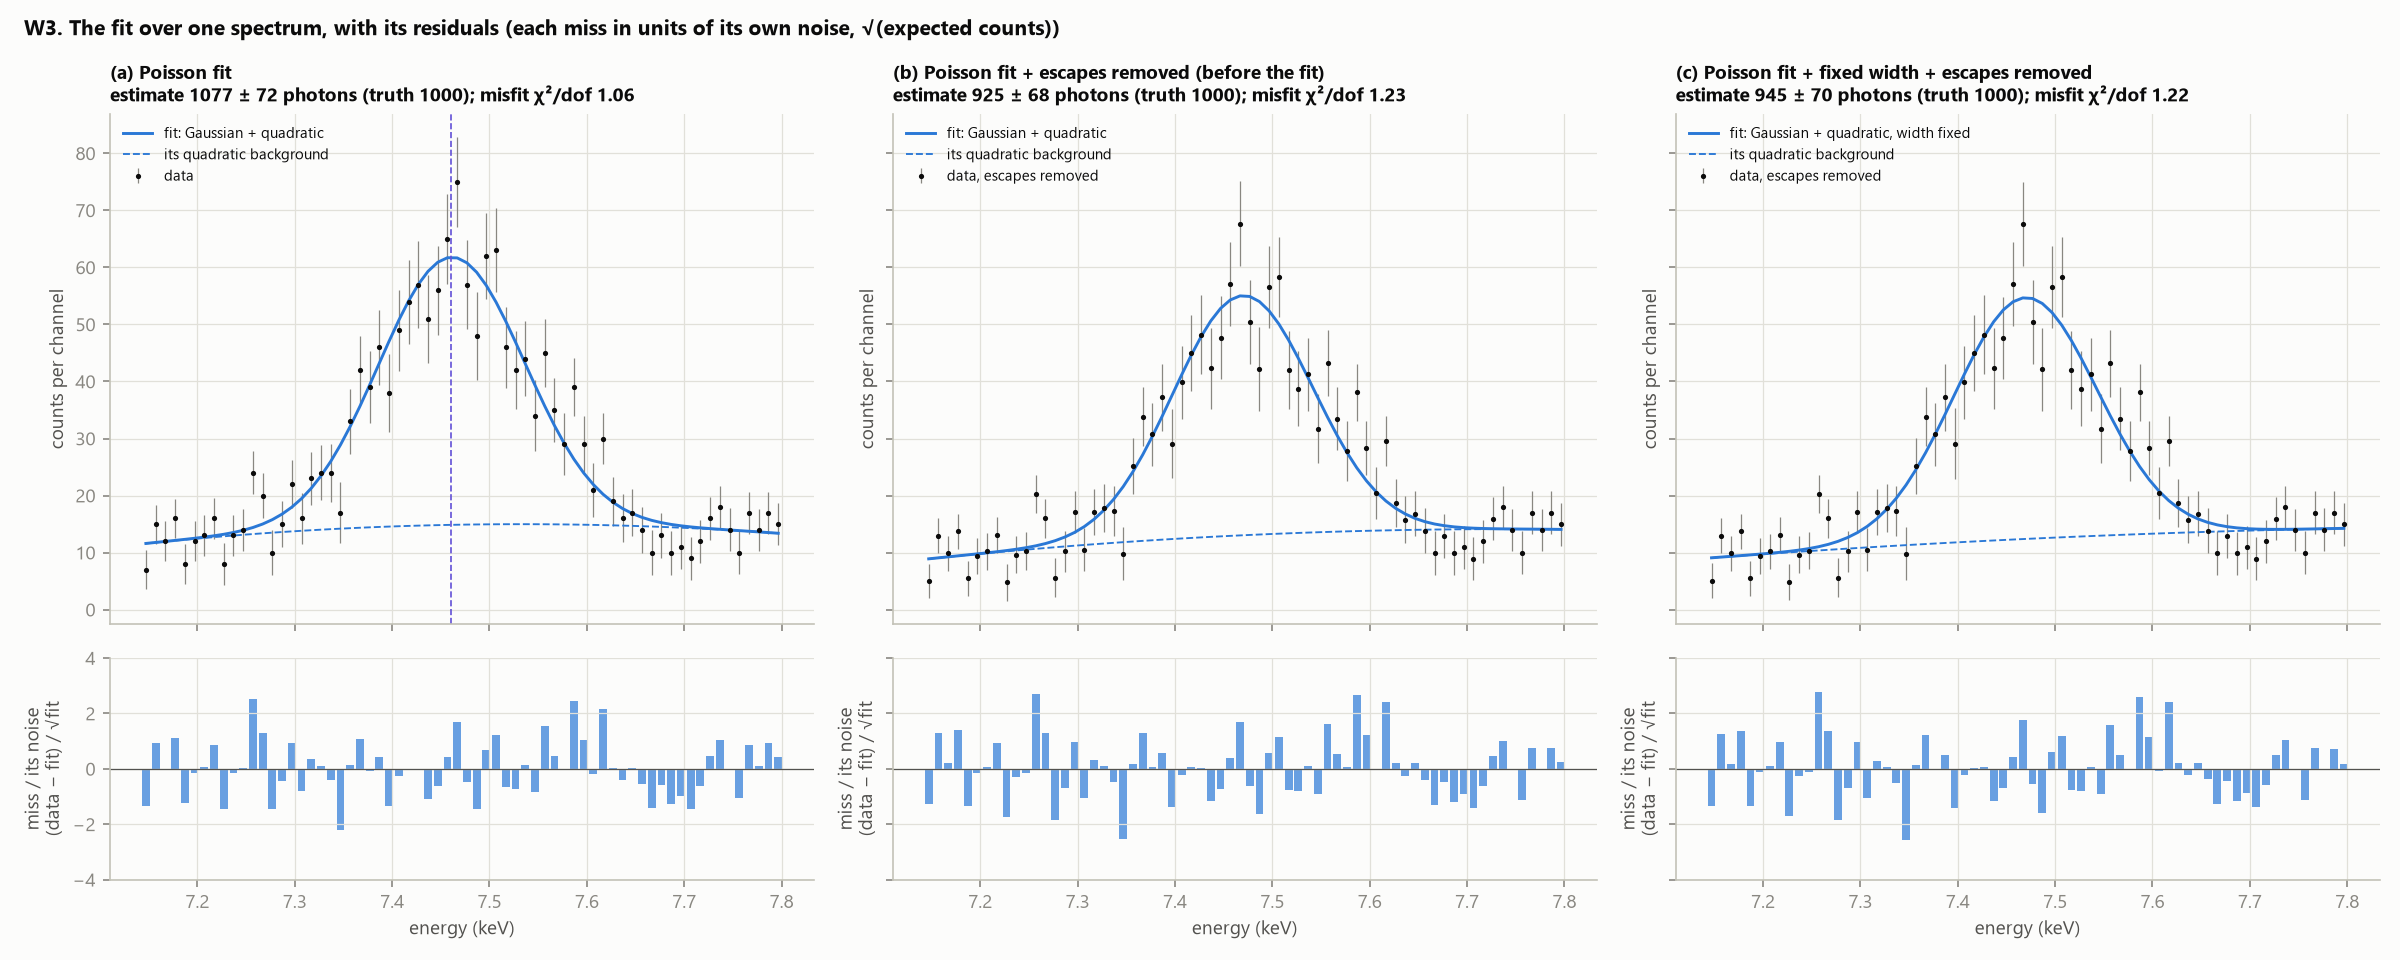 W3. The fit over one spectrum, with its residuals (each miss in units of its own noise, √(expected counts))
(a) Poisson fit
estimate 1077 ± 72 photons (truth 1000); misfit χ²/dof 1.06
fit: Gaussian + quadratic
its quadratic background
data
80
70
60
50
40
30
20
10
0
counts per channel
4
2
0
−2
−4
miss / its noise
(data − fit) / √fit
7.2
7.3
7.4
7.5
7.6
7.7
7.8
energy (keV)
(b) Poisson fit + escapes removed (before the fit)
estimate 925 ± 68 photons (truth 1000); misfit χ²/dof 1.23
fit: Gaussian + quadratic
its quadratic background
data, escapes removed
counts per channel
miss / its noise
(data − fit) / √fit
7.2
7.3
7.4
7.5
7.6
7.7
7.8
energy (keV)
(c) Poisson fit + fixed width + escapes removed
estimate 945 ± 70 photons (truth 1000); misfit χ²/dof 1.22
fit: Gaussian + quadratic, width fixed
its quadratic background
data, escapes removed
counts per channel
miss / its noise
(data − fit) / √fit
7.2
7.3
7.4
7.5
7.6
7.7
7.8
energy (keV)